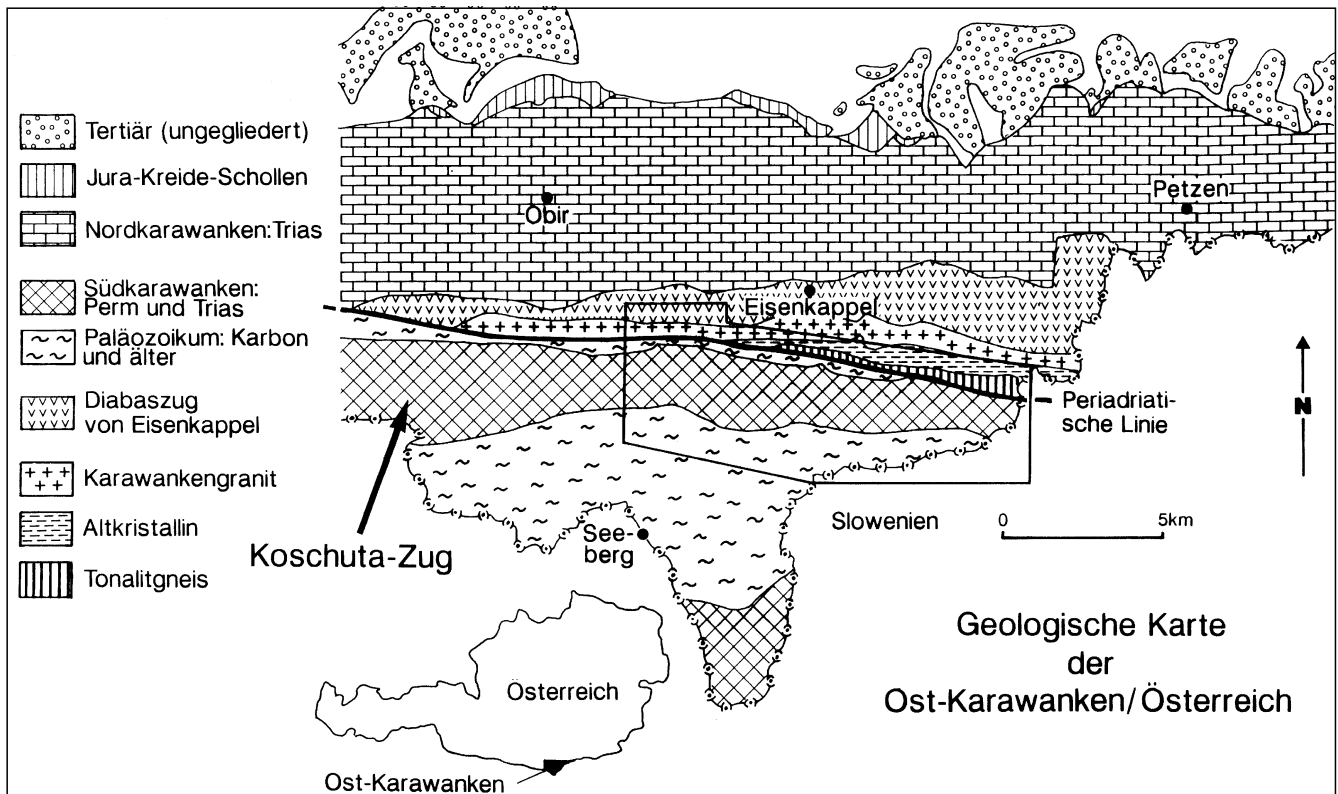 Tertiär (ungegliedert)
Jura-Kreide-Schollen
Nordkarawanken: Trias
Südkarawanken:
Perm und Trias
Paläozoikum: Karbon
und älter
Diabaszug
von Eisenkappel
Karawankengranit
Altkristallin
Tonalitgneis
Obir
Petzen
Eisenkappel
Periadriati-
sche Linie
N
Koschuta-Zug
See-
berg
Slowenien
0 5km
Österreich
Ost-Karawanken
Geologische Karte
der
Ost-Karawanken/Österreich